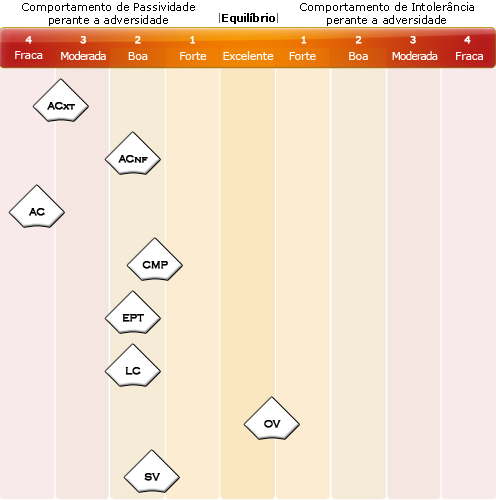 Comportamento de Passividade
perante a adversidade
|Equilíbrio|
Comportamento de Intolerância
perante a adversidade
4 3 2 1 1 2 3 4
Fraca Moderada Boa Forte Excelente Forte Boa Moderada Fraca
ACXT
ACNF
AC
CMP
EPT
LC
OV
SV